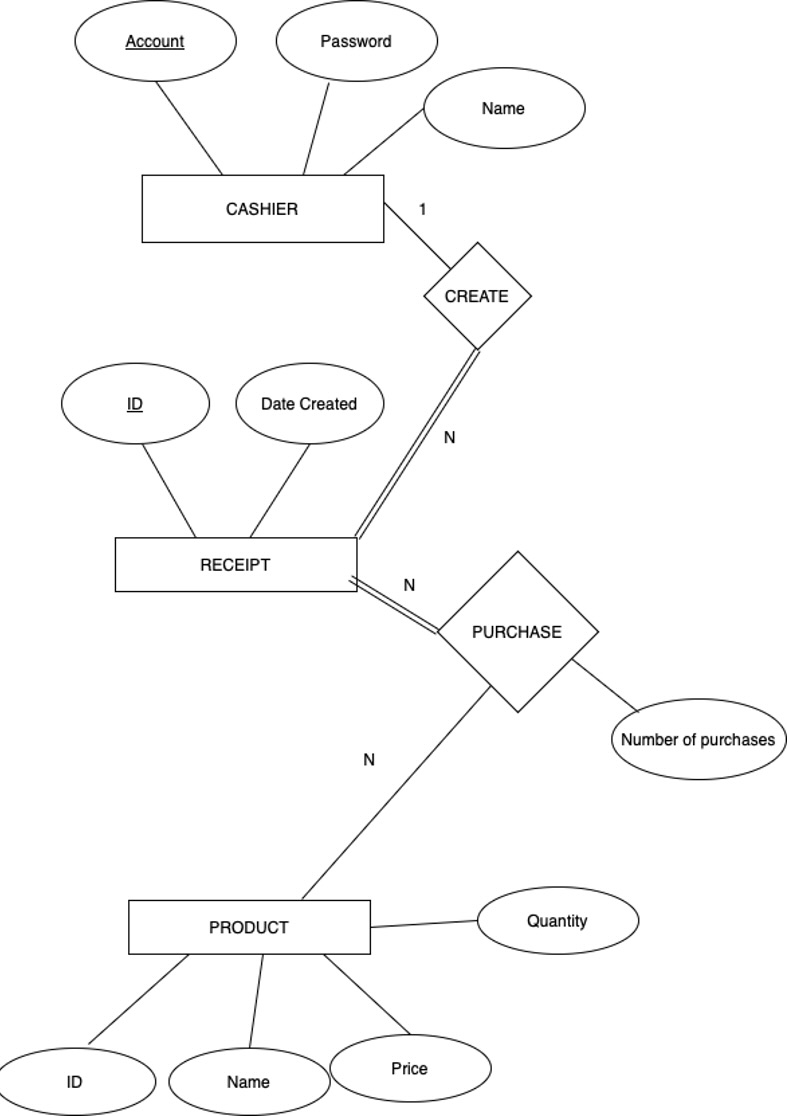 Account
Password
Name
CASHIER
1
CREATE
ID
Date Created
N
RECEIPT
N
PURCHASE
Number of purchases
N
PRODUCT
Quantity
ID
Name
Price